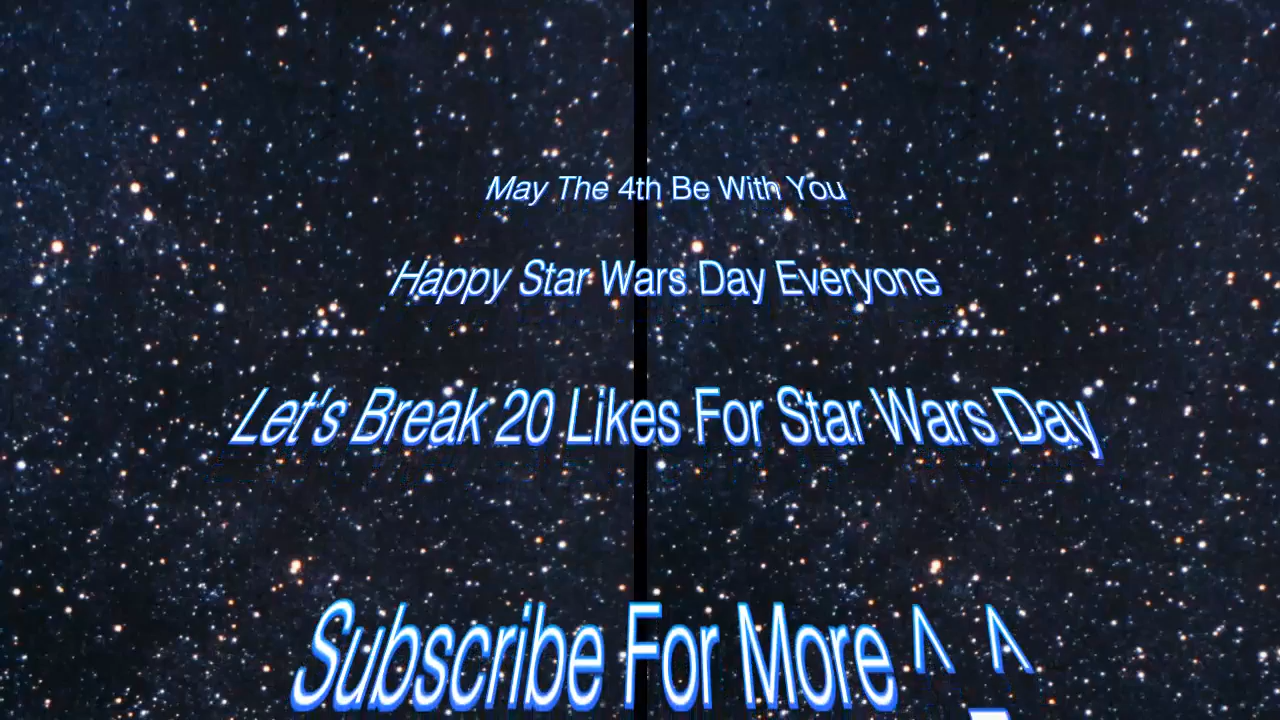 May The 4th Be With You
Happy Star Wars Day Everyone
Let's Break 20 Likes For Star Wars Day
Subscribe For More ^_^